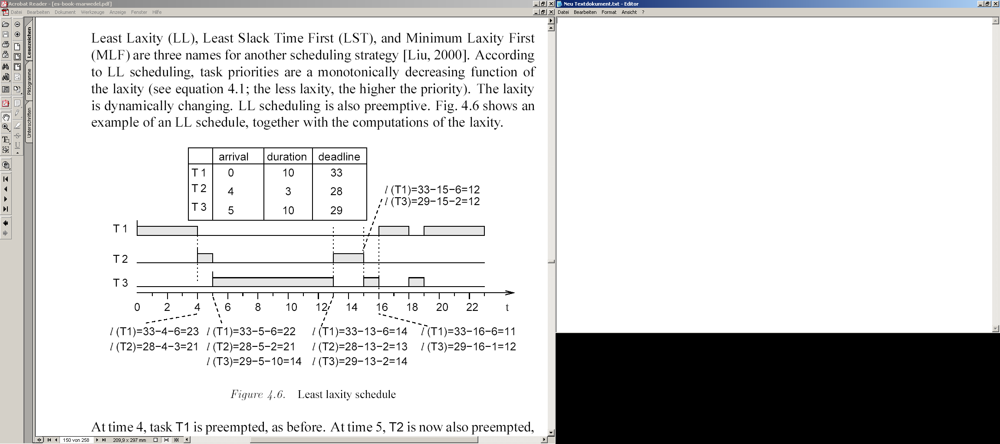 Acrobat Reader - [es-book-marwedel.pdf]
Datei Bearbeiten Dokument Werkzeuge Anzeige Fenster Hilfe
Lesezeichen
Piktogramme
Unterschriften
Least Laxity (LL), Least Slack Time First (LST), and Minimum Laxity First
(MLF) are three names for another scheduling strategy [Liu, 2000]. According
to LL scheduling, task priorities are a monotonically decreasing function of
the laxity (see equation 4.1; the less laxity, the higher the priority). The laxity
is dynamically changing. LL scheduling is also preemptive. Fig. 4.6 shows an
example of an LL schedule, together with the computations of the laxity.
arrival duration deadline
T 1 0 10 33
T 2 4 3 28
T 3 5 10 29
l (T1)=33−15−6=12
l (T3)=29−15−2=12
T 1
T 2
T 3
0 2 4 6 8 10 12 14 16 18 20 22 t
l (T1)=33−4−6=23 l (T1)=33−5−6=22 l (T1)=33−13−6=14 l (T1)=33−16−6=11
l (T2)=28−4−3=21 l (T2)=28−5−2=21 l (T2)=28−13−2=13 l (T3)=29−16−1=12
l (T3)=29−5−10=14 l (T3)=29−13−2=14
Figure 4.6. Least laxity schedule
At time 4, task T1 is preempted, as before. At time 5, T2 is now also preempted,
150 von 258 209,9 x 297 mm
Neu Textdokument.txt - Editor
Datei Bearbeiten Format Ansicht ?